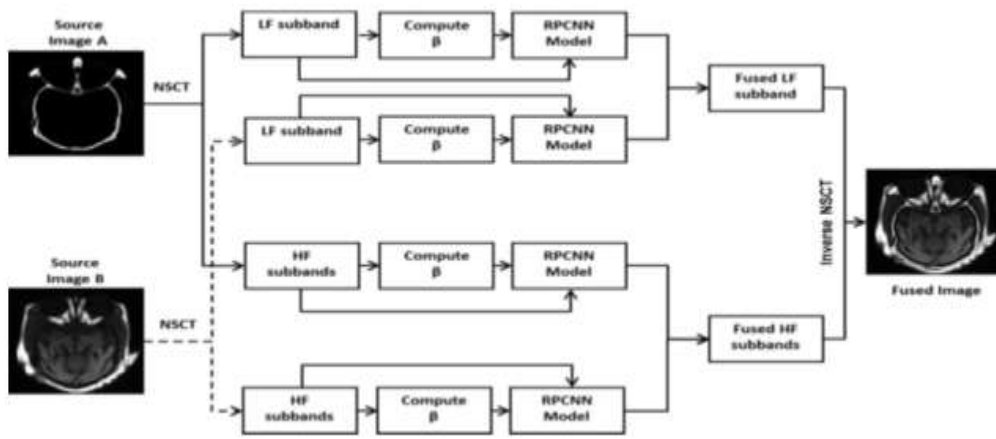 Source
Image A
NSCT
LF subband
Compute
β
RPCNN
Model
LF subband
Compute
β
RPCNN
Model
Fused LF
subband
Source
Image B
NSCT
HF
subbands
Compute
β
RPCNN
Model
HF
subbands
Compute
β
RPCNN
Model
Fused HF
subbands
Inverse NSCT
Fused Image